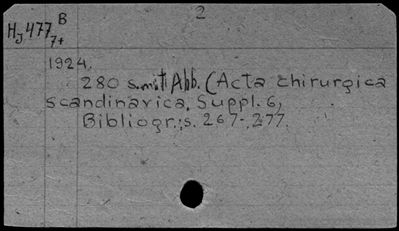 2
Hj 477 B
7+
1924.
280 s. mit Abb. (Acta chirurgica
scandinavica, Suppl. 6,
Bibliogr.: s. 267-277.